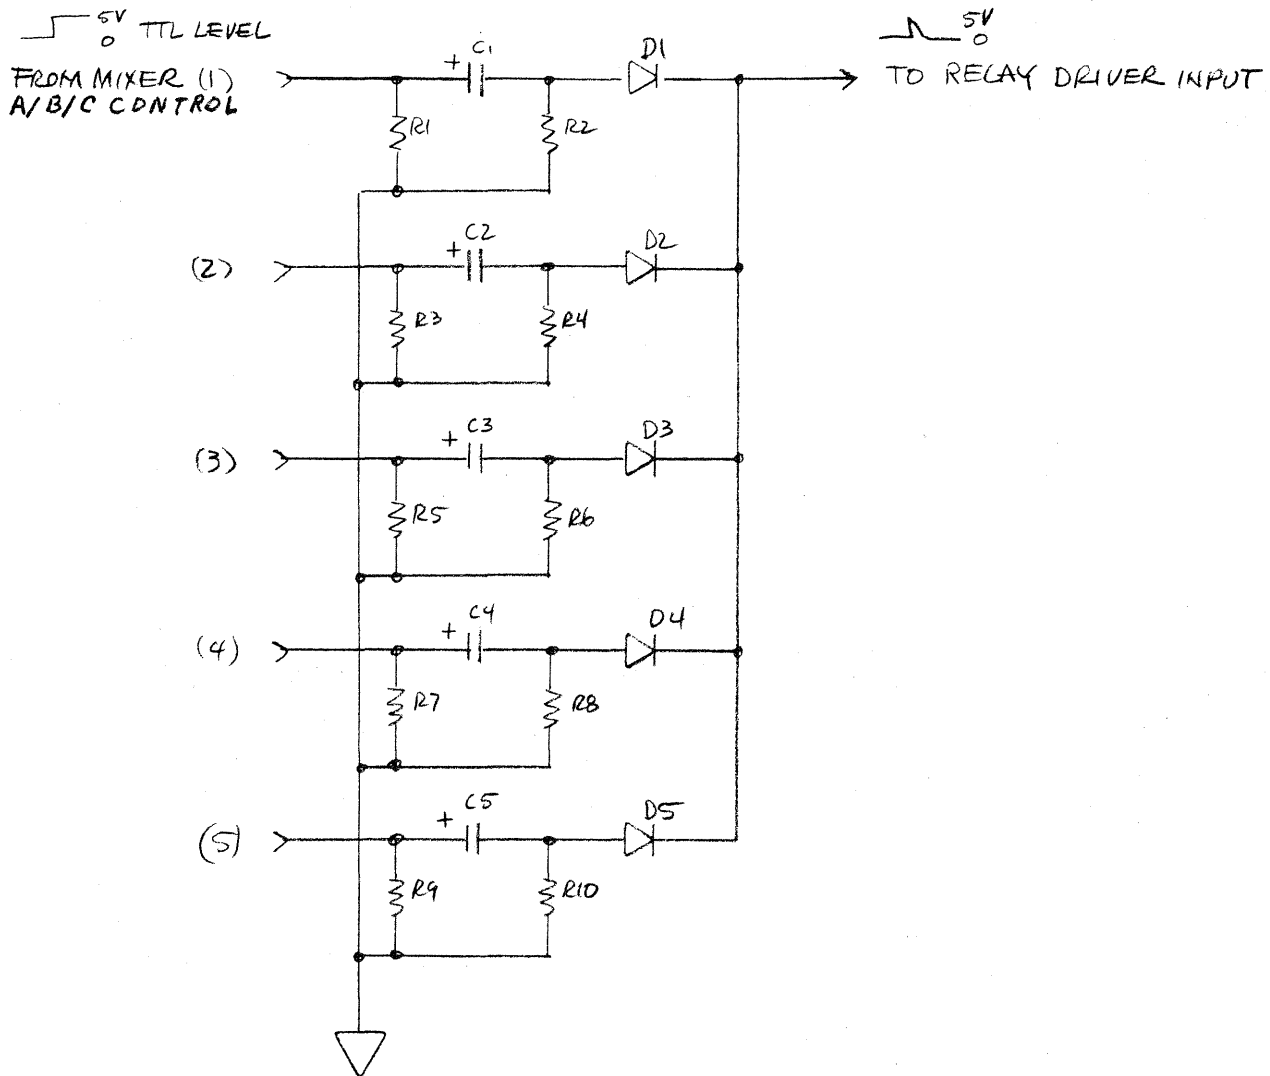 5V
0 TTL LEVEL
FROM MIXER (1)
A/B/C CONTROL
+ C1
D1
5V
0
TO RELAY DRIVER INPUT
R1
R2
(2)
+ C2
D2
R3
R4
(3)
+ C3
D3
R5
R6
(4)
+ C4
D4
R7
R8
(5)
+ C5
D5
R9
R10